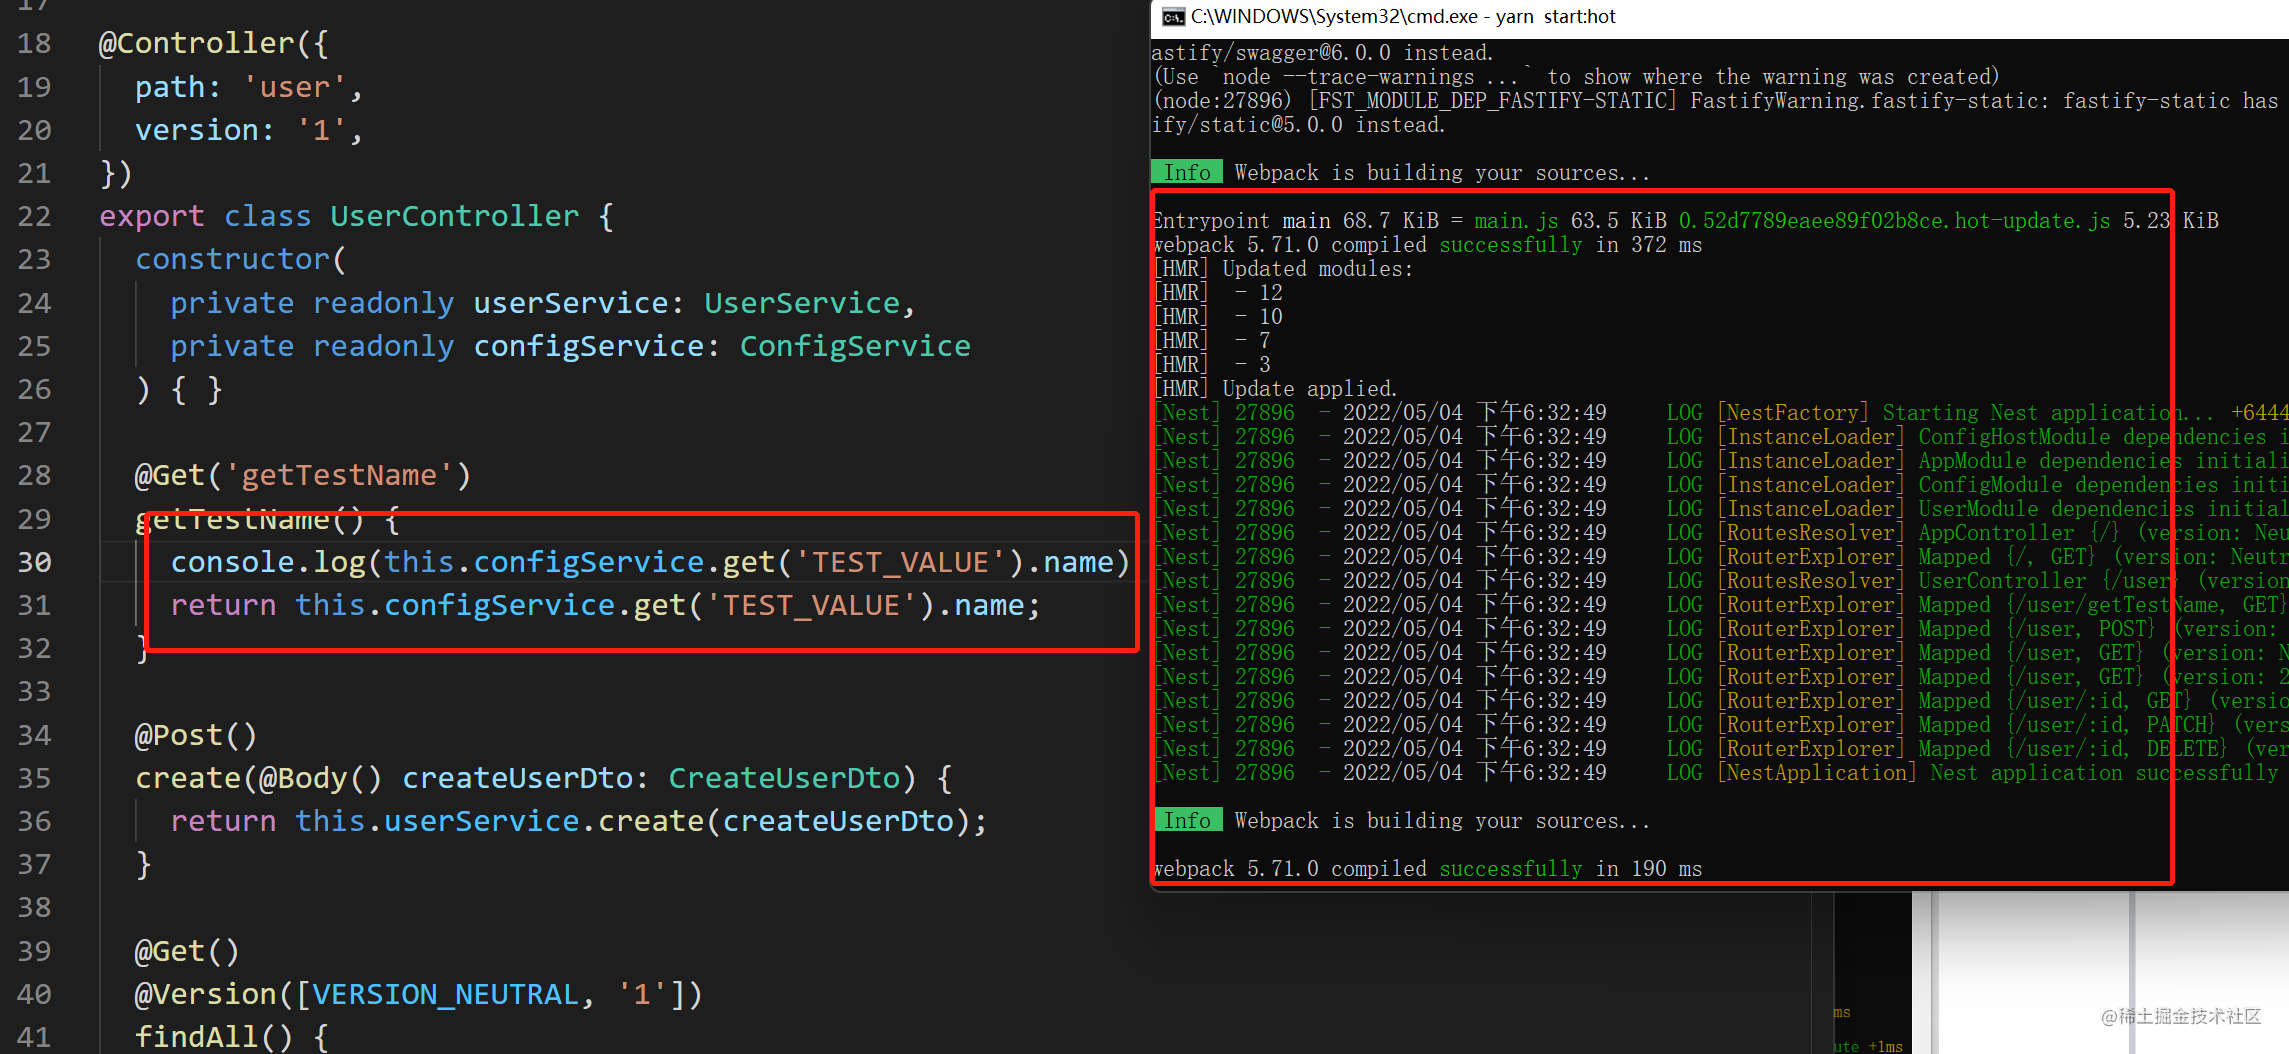 17
18 @Controller({
19 path: 'user',
20 version: '1',
21 })
22 export class UserController {
23 constructor(
24 private readonly userService: UserService,
25 private readonly configService: ConfigService
26 ) { }
27
28 @Get('getTestName')
29 getTestName() {
30 console.log(this.configService.get('TEST_VALUE').name)
31 return this.configService.get('TEST_VALUE').name;
32 }
33
34 @Post()
35 create(@Body() createUserDto: CreateUserDto) {
36 return this.userService.create(createUserDto);
37 }
38
39 @Get()
40 @Version([VERSION_NEUTRAL, '1'])
41 findAll() {
C:\WINDOWS\System32\cmd.exe - yarn start:hot
astify/swagger@6.0.0 instead.
(Use `node --trace-warnings ...` to show where the warning was created)
(node:27896) [FST_MODULE_DEP_FASTIFY-STATIC] FastifyWarning.fastify-static: fastify-static has
ify/static@5.0.0 instead.
Info Webpack is building your sources...
Entrypoint main 68.7 KiB = main.js 63.5 KiB 0.52d7789eaee89f02b8ce.hot-update.js 5.23 KiB
webpack 5.71.0 compiled successfully in 372 ms
[HMR] Updated modules:
[HMR] - 12
[HMR] - 10
[HMR] - 7
[HMR] - 3
[HMR] Update applied.
[Nest] 27896 - 2022/05/04 下午6:32:49 LOG [NestFactory] Starting Nest application... +6444
[Nest] 27896 - 2022/05/04 下午6:32:49 LOG [InstanceLoader] ConfigHostModule dependencies i
[Nest] 27896 - 2022/05/04 下午6:32:49 LOG [InstanceLoader] AppModule dependencies initiali
[Nest] 27896 - 2022/05/04 下午6:32:49 LOG [InstanceLoader] ConfigModule dependencies initi
[Nest] 27896 - 2022/05/04 下午6:32:49 LOG [InstanceLoader] UserModule dependencies initial
[Nest] 27896 - 2022/05/04 下午6:32:49 LOG [RoutesResolver] AppController {/} (version: Neu
[Nest] 27896 - 2022/05/04 下午6:32:49 LOG [RouterExplorer] Mapped {/, GET} (version: Neutr
[Nest] 27896 - 2022/05/04 下午6:32:49 LOG [RoutesResolver] UserController {/user} (version
[Nest] 27896 - 2022/05/04 下午6:32:49 LOG [RouterExplorer] Mapped {/user/getTestName, GET}
[Nest] 27896 - 2022/05/04 下午6:32:49 LOG [RouterExplorer] Mapped {/user, POST} (version:
[Nest] 27896 - 2022/05/04 下午6:32:49 LOG [RouterExplorer] Mapped {/user, GET} (version: N
[Nest] 27896 - 2022/05/04 下午6:32:49 LOG [RouterExplorer] Mapped {/user, GET} (version: 2
[Nest] 27896 - 2022/05/04 下午6:32:49 LOG [RouterExplorer] Mapped {/user/:id, GET} (versio
[Nest] 27896 - 2022/05/04 下午6:32:49 LOG [RouterExplorer] Mapped {/user/:id, PATCH} (vers
[Nest] 27896 - 2022/05/04 下午6:32:49 LOG [RouterExplorer] Mapped {/user/:id, DELETE} (ver
[Nest] 27896 - 2022/05/04 下午6:32:49 LOG [NestApplication] Nest application successfully
Info Webpack is building your sources...
webpack 5.71.0 compiled successfully in 190 ms
ms
ute +1ms
@稀土掘金技术社区